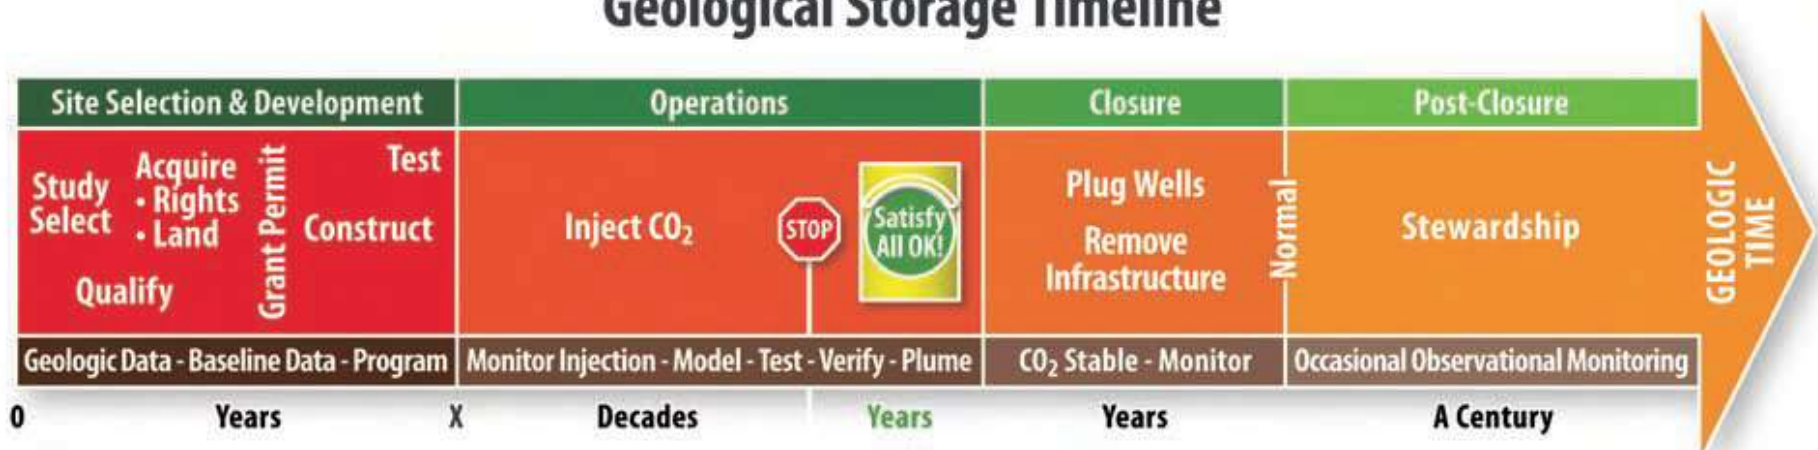 Geological Storage Timeline
Site Selection & Development
Operations
Closure
Post-Closure
Study
Select
Acquire
• Rights
• Land
Qualify
Grant Permit
Test
Construct
Inject CO₂
STOP
Satisfy
All OK!
Plug Wells
Remove
Infrastructure
Normal
Stewardship
GEOLOGIC
TIME
Geologic Data - Baseline Data - Program
Monitor Injection - Model - Test - Verify - Plume
CO₂ Stable - Monitor
Occasional Observational Monitoring
0
Years
X
Decades
Years
Years
A Century